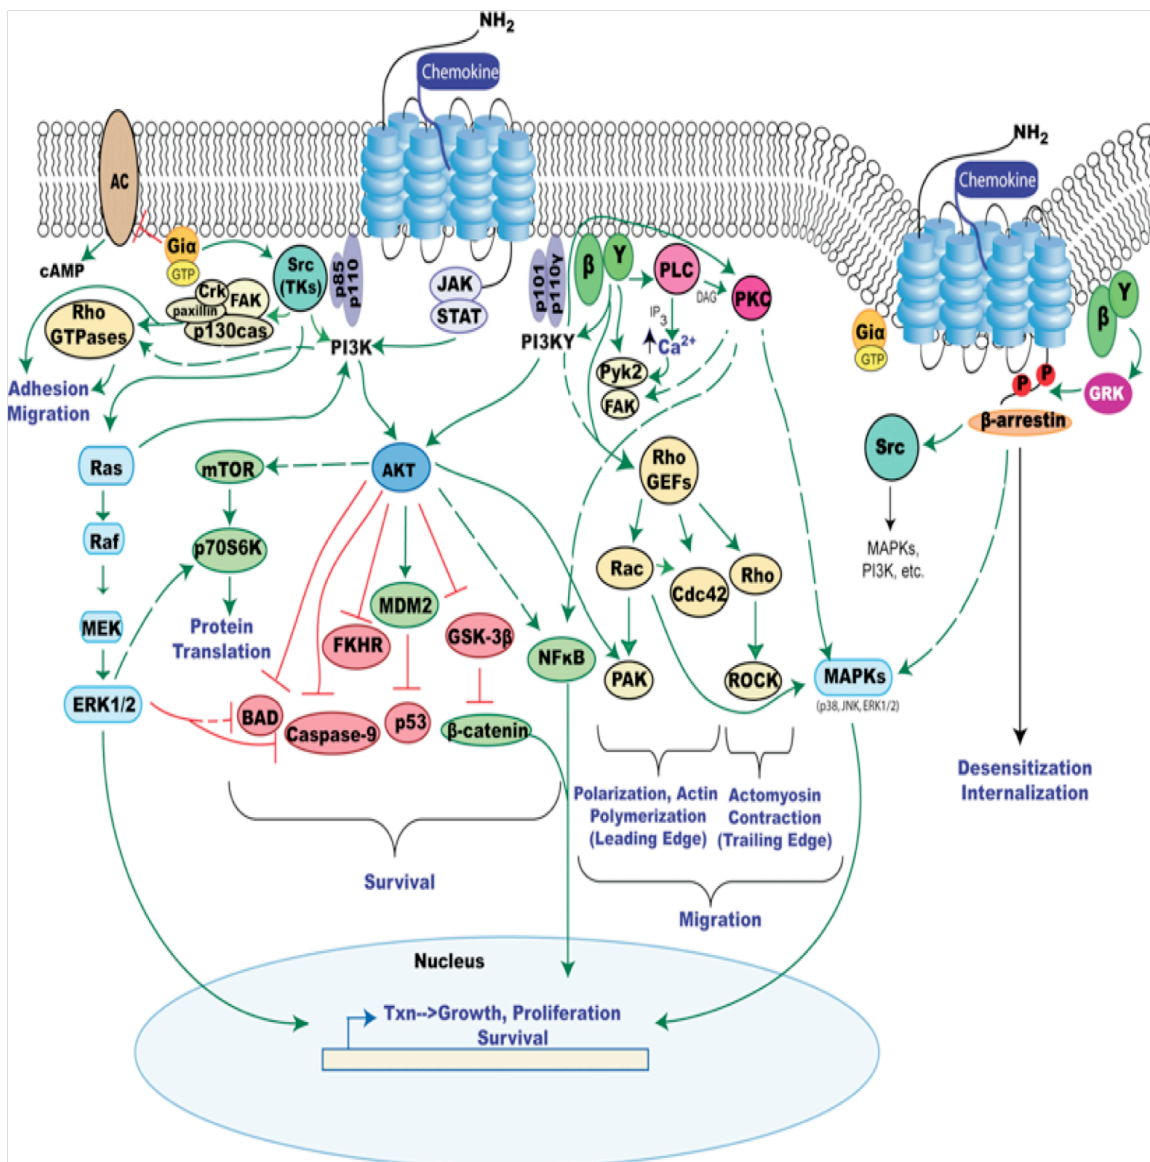 NH2
Chemokine
AC
Giα
GTP
cAMP
Src
(TKs)
p85
p110
Crk
FAK
paxillin
p130cas
Rho
GTPases
Adhesion
Migration
PI3K
JAK
STAT
p101
p110γ
PI3KY
β
Y
PLC
DAG
PKC
IP3
Ca2+
Pyk2
FAK
NH2
Chemokine
Giα
GTP
P
P
β
Y
GRK
β-arrestin
Src
MAPKs,
PI3K, etc.
Ras
Raf
MEK
ERK1/2
mTOR
p70S6K
Protein
Translation
AKT
MDM2
FKHR
GSK-3β
BAD
Caspase-9
p53
β-catenin
NFκB
Rho
GEFs
Rac
Cdc42
Rho
PAK
ROCK
MAPKs
(p38, JNK, ERK1/2)
Desensitization
Internalization
Polarization, Actin
Polymerization
(Leading Edge)
Actomyosin
Contraction
(Trailing Edge)
Survival
Migration
Nucleus
Txn-->Growth, Proliferation
Survival